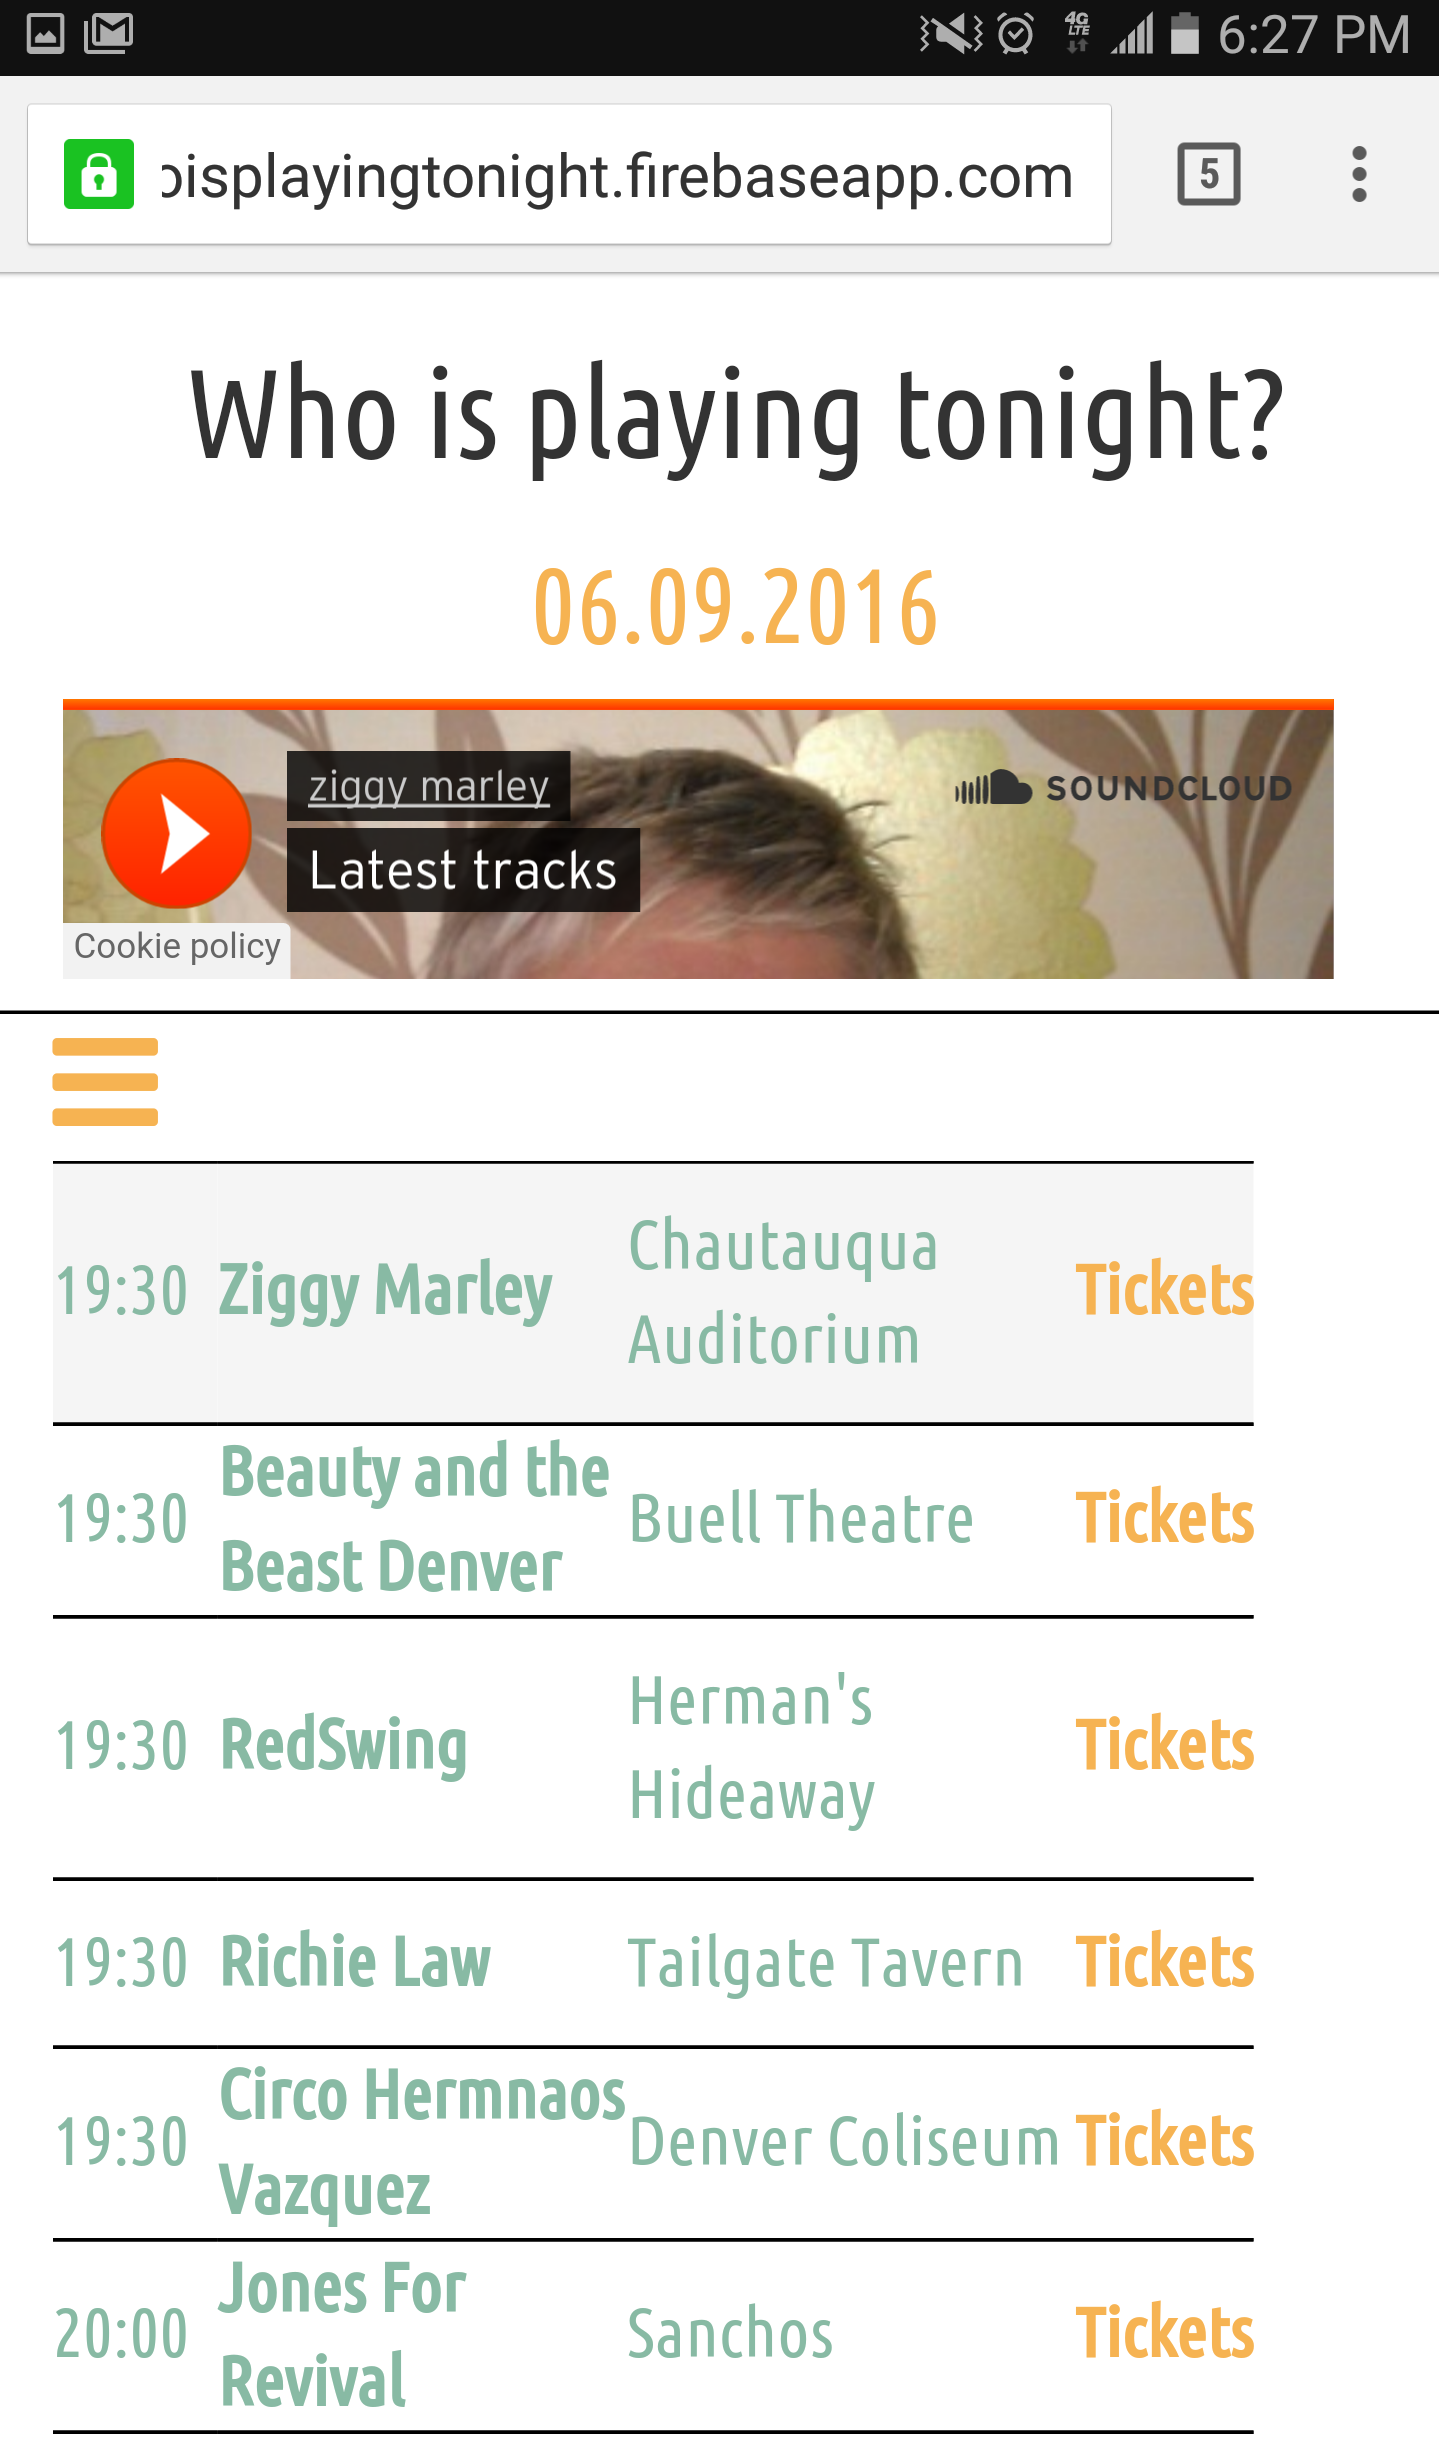 4G
LTE
6:27 PM
isplayingtonight.firebaseapp.com
5
Who is playing tonight?
06.09.2016
ziggy marley
SOUNDCLOUD
Latest tracks
Cookie policy
19:30 Ziggy Marley Chautauqua Auditorium Tickets
19:30 Beauty and the Beast Denver Buell Theatre Tickets
19:30 RedSwing Herman's Hideaway Tickets
19:30 Richie Law Tailgate Tavern Tickets
19:30 Circo Hermnaos Vazquez Denver Coliseum Tickets
20:00 Jones For Revival Sanchos Tickets